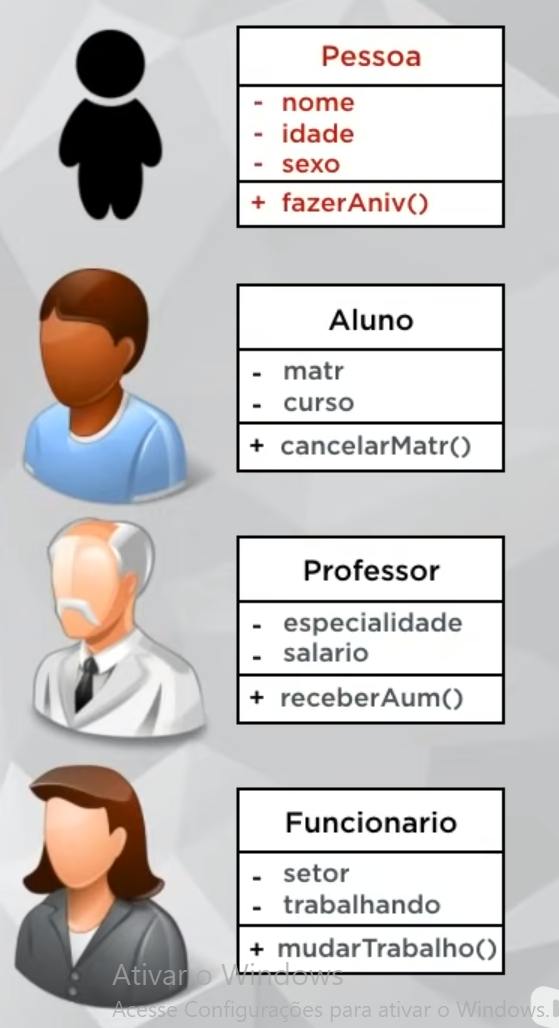 Pessoa
- nome
- idade
- sexo
+ fazerAniv()
Aluno
- matr
- curso
+ cancelarMatr()
Professor
- especialidade
- salario
+ receberAum()
Funcionario
- setor
- trabalhando
+ mudarTrabalho()
Ativar o Windows
Acesse Configurações para ativar o Windows.